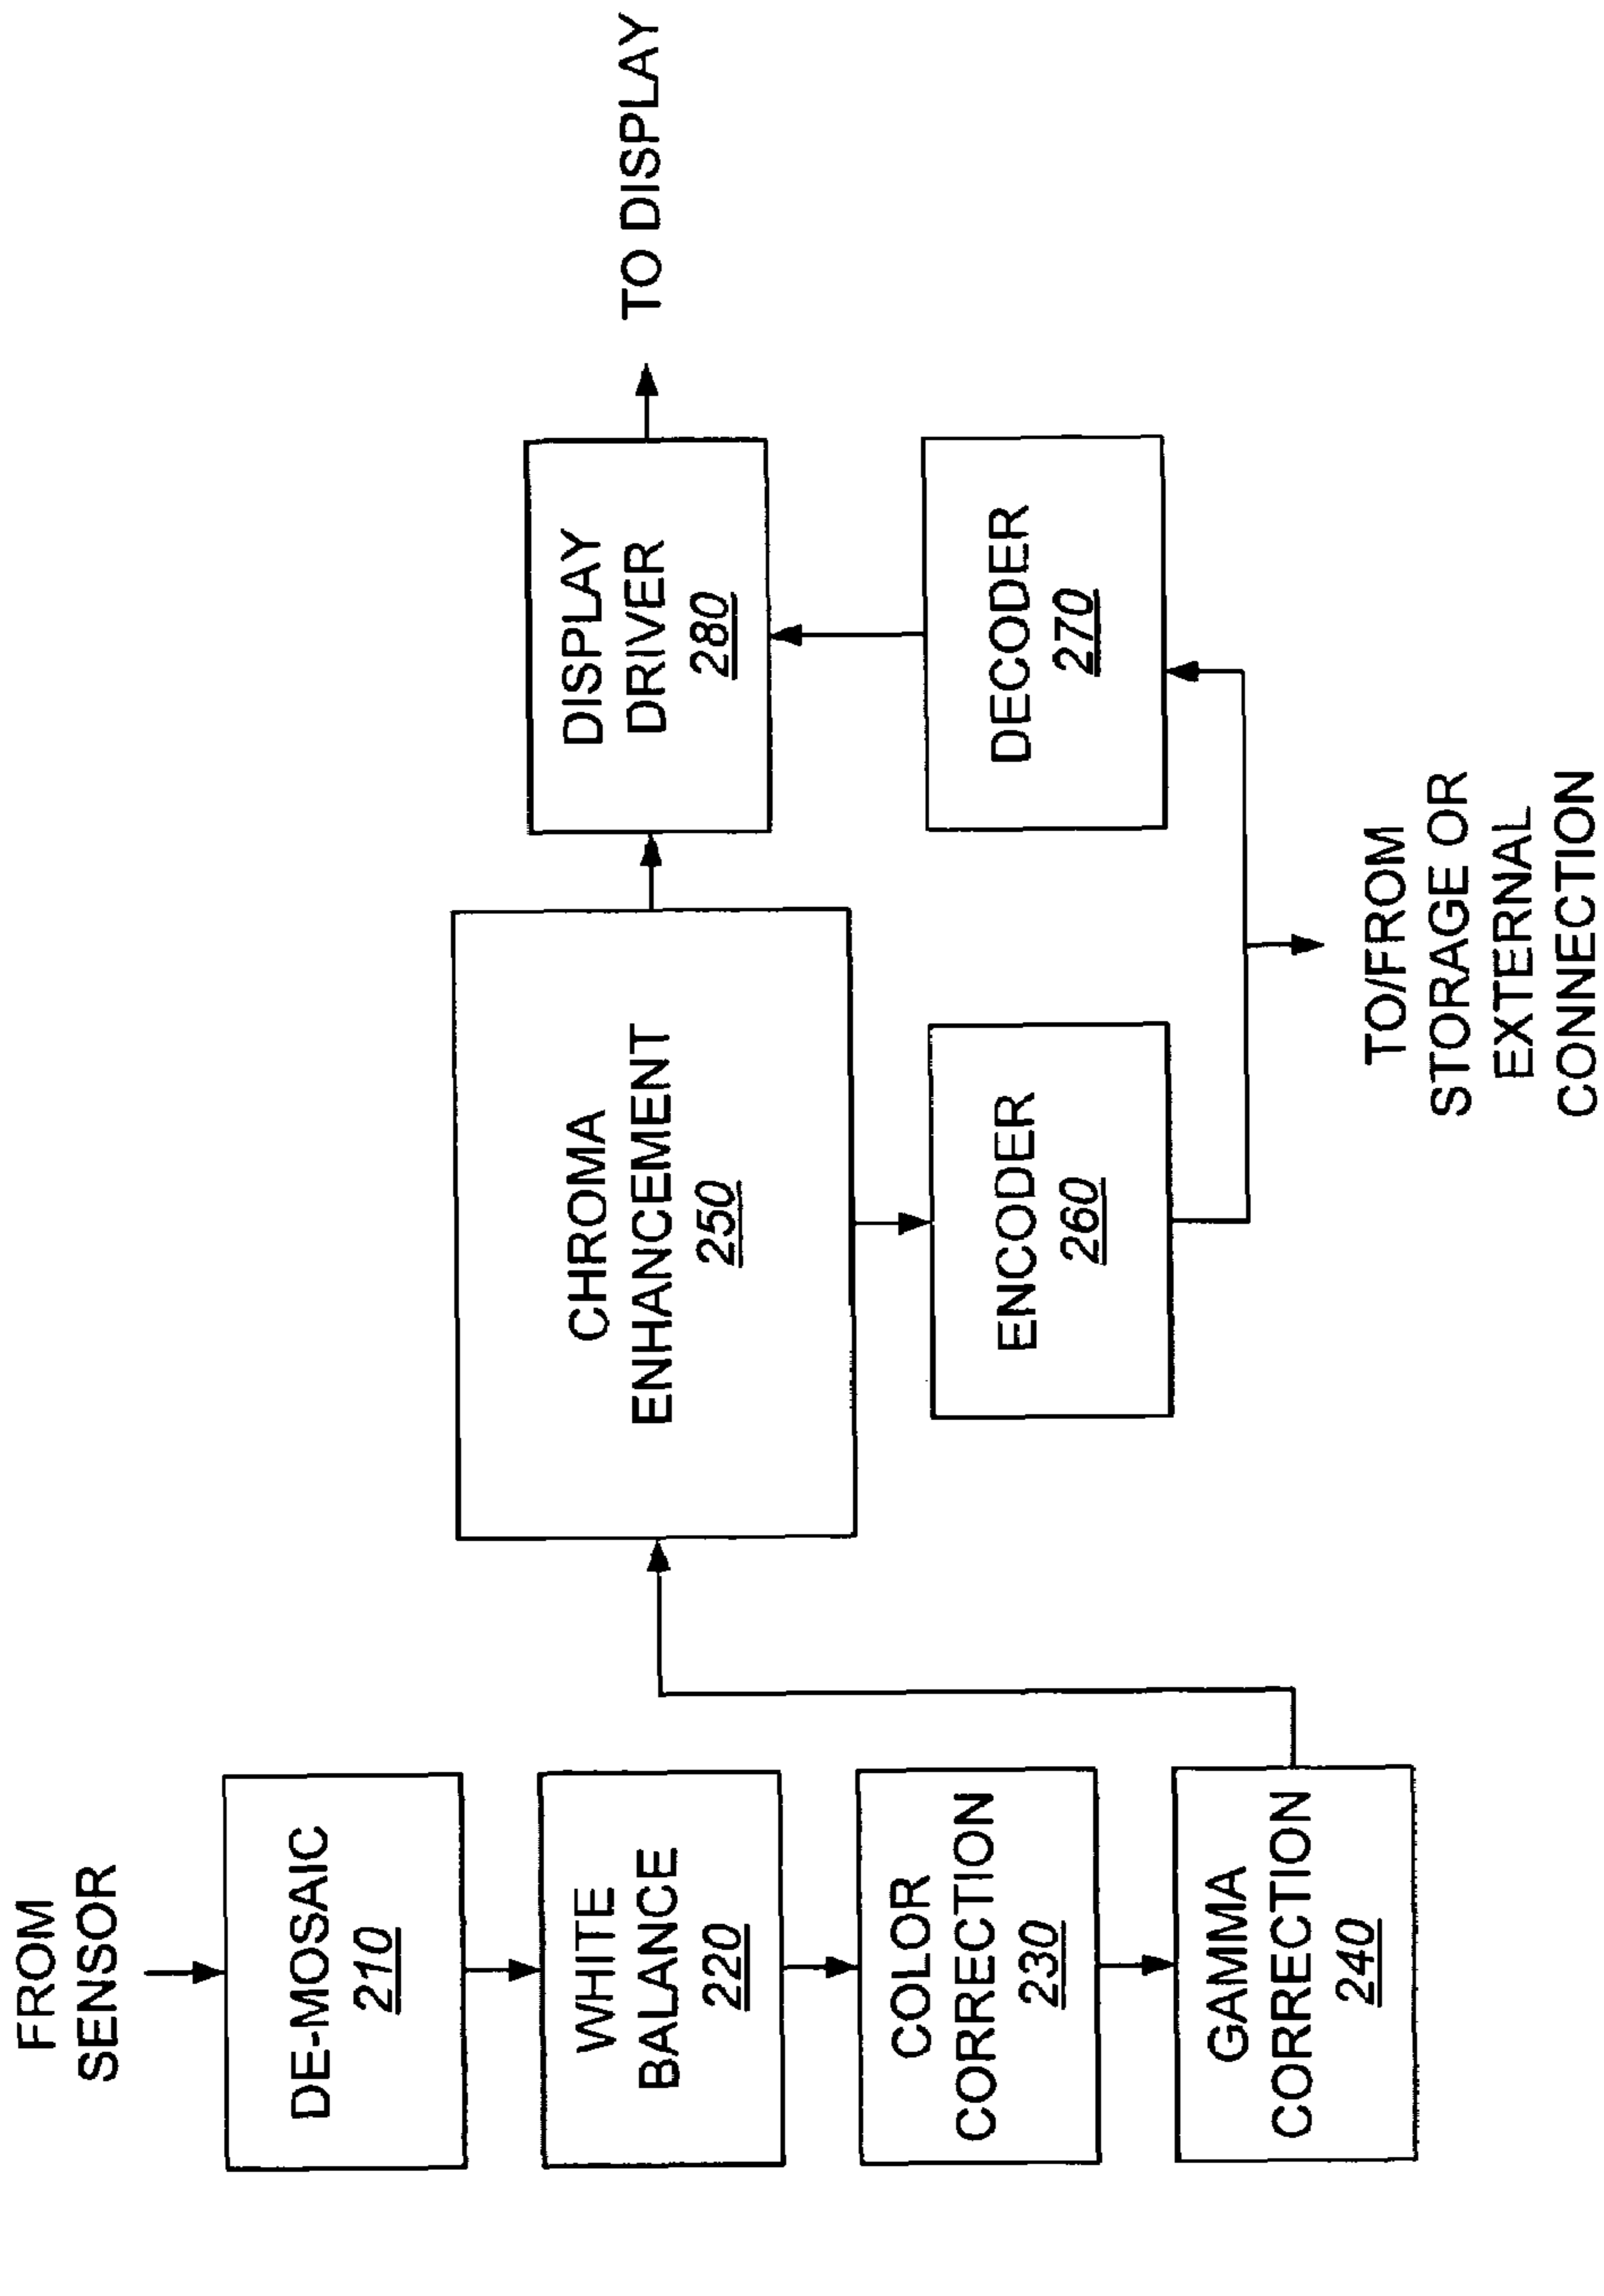 FROM
SENSOR
DE-MOSAIC
210
WHITE
BALANCE
220
COLOR
CORRECTION
230
GAMMA
CORRECTION
240
CHROMA
ENHANCEMENT
250
ENCODER
260
DISPLAY
DRIVER
280
DECODER
270
TO DISPLAY
TO/FROM
STORAGE OR
EXTERNAL
CONNECTION